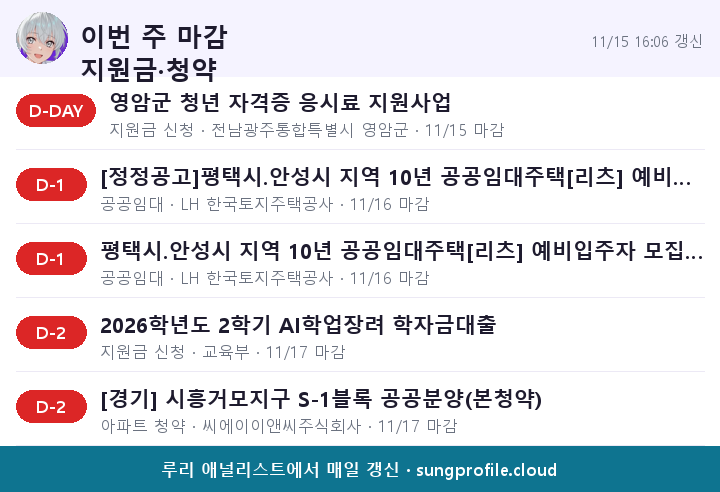 이번 주 마감
지원금·청약
11/15 16:06 갱신
D-DAY
영암군 청년 자격증 응시료 지원사업
지원금 신청 · 전남광주통합특별시 영암군 · 11/15 마감
D-1
[정정공고]평택시.안성시 지역 10년 공공임대주택[리츠] 예비...
공공임대 · LH 한국토지주택공사 · 11/16 마감
D-1
평택시.안성시 지역 10년 공공임대주택[리츠] 예비입주자 모집...
공공임대 · LH 한국토지주택공사 · 11/16 마감
D-2
2026학년도 2학기 AI학업장려 학자금대출
지원금 신청 · 교육부 · 11/17 마감
D-2
[경기] 시흥거모지구 S-1블록 공공분양(본청약)
아파트 청약 · 씨에이이앤씨주식회사 · 11/17 마감
루리 애널리스트에서 매일 갱신 · sungprofile.cloud